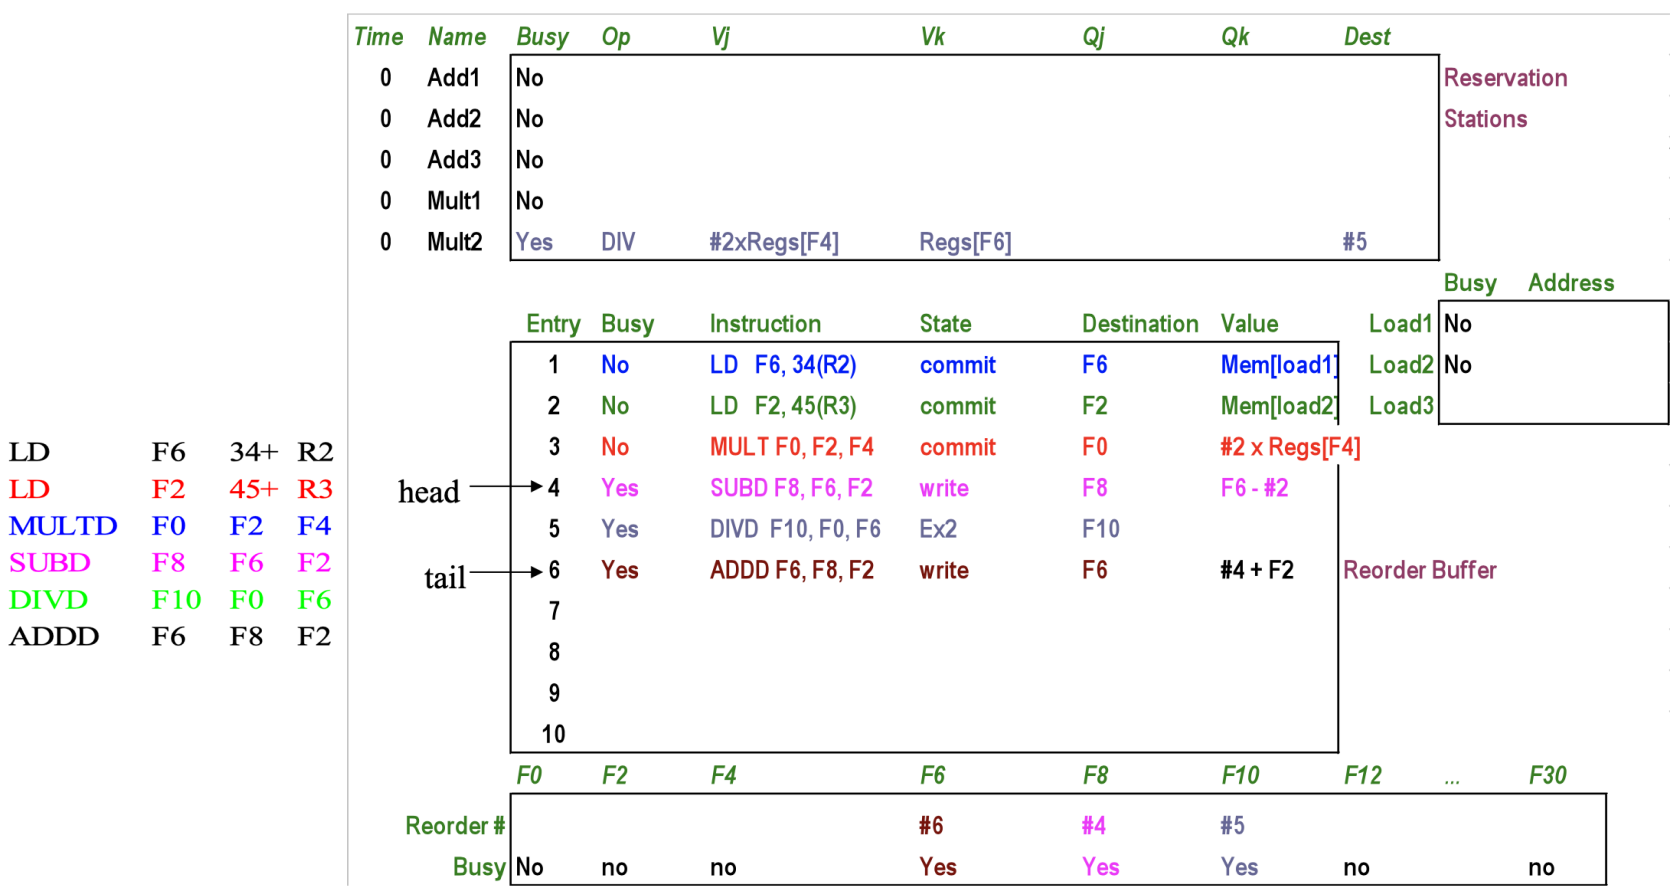 Time Name Busy Op Vj Vk Qj Qk Dest
0 Add1 No Reservation
0 Add2 No Stations
0 Add3 No
0 Mult1 No
0 Mult2 Yes DIV #2xRegs[F4] Regs[F6] #5
Busy Address
Entry Busy Instruction State Destination Value Load1 No
1 No LD F6, 34(R2) commit F6 Mem[load1] Load2 No
2 No LD F2, 45(R3) commit F2 Mem[load2] Load3
LD F6 34+ R2
3 No MULT F0, F2, F4 commit F0 #2 x Regs[F4]
LD F2 45+ R3
head 4 Yes SUBD F8, F6, F2 write F8 F6 - #2
MULTD F0 F2 F4
5 Yes DIVD F10, F0, F6 Ex2 F10
SUBD F8 F6 F2
tail 6 Yes ADDD F6, F8, F2 write F6 #4 + F2 Reorder Buffer
DIVD F10 F0 F6
7
ADDD F6 F8 F2
8
9
10
F0 F2 F4 F6 F8 F10 F12 ... F30
Reorder # #6 #4 #5
Busy No no no Yes Yes Yes no no